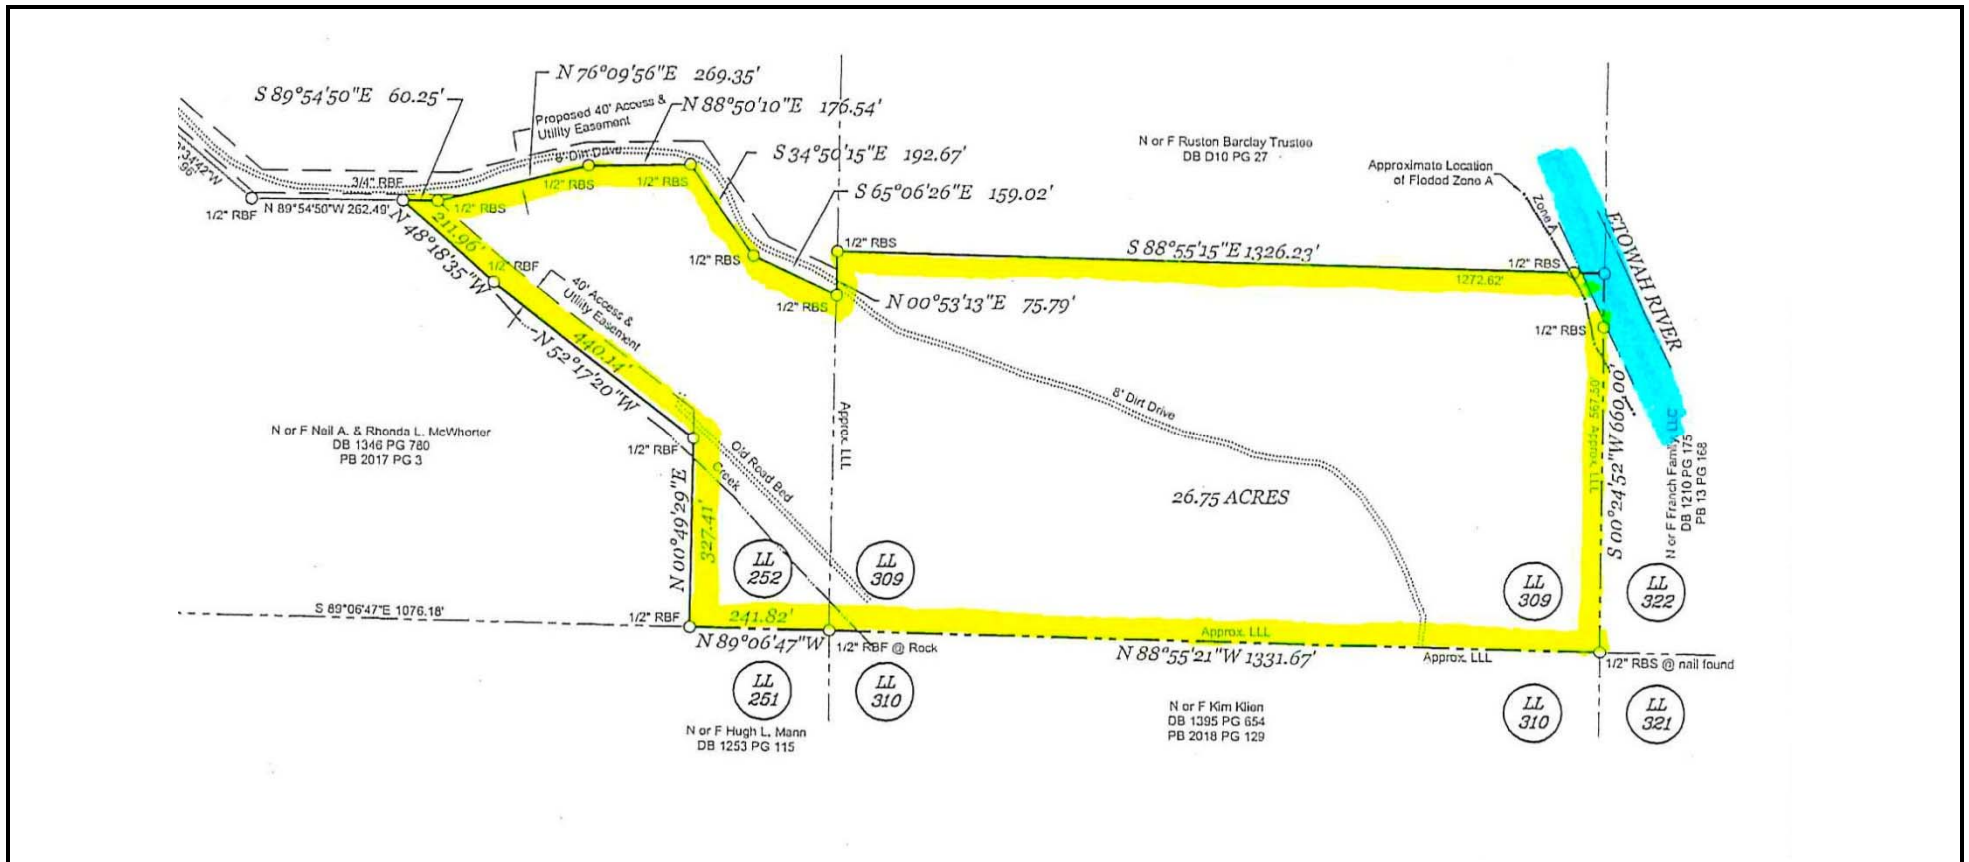 N 76°09'56"E 269.35'
S 89°54'50"E 60.25'
Proposed 40' Access &
Utility Easement
N 88°50'10"E 176.54'
8' Dirt Drive
S 34°50'15"E 192.67'
S 65°06'26"E 159.02'
N or F Ruston Barclay Trustee
DB D10 PG 27
Approximate Location
of Flodod Zone A
Zone A
ETOWAH RIVER
34'42"W
.96'
3/4" RBF
1/2" RBF
N 89°54'50"W 262.49'
1/2" RBS
1/2" RBS
1/2" RBS
1/2" RBS
1/2" RBS
1/2" RBS
S 88°55'15"E 1326.23'
1272.62'
1/2" RBS
1/2" RBS
N 00°53'13"E 75.79'
211.96'
N 48°18'35"W
1/2" RBF
40' Access &
Utility Easement
440.14'
N 52°17'20"W
8' Dirt Drive
Approx. LLL
567.50' Approx. LLL
S 00°24'52"W 660.00'
N or F Franch Family LLC
DB 1210 PG 175
PB 13 PG 168
N or F Neil A. & Rhonda L. McWhorter
DB 1346 PG 780
PB 2017 PG 3
1/2" RBF
Old Road Bed
Creek
26.75 ACRES
N 00°49'29"E
327.41'
LL
252
LL
309
LL
309
LL
322
S 89°06'47"E 1076.18'
1/2" RBF
241.82'
N 89°06'47"W
1/2" RBF @ Rock
Approx. LLL
N 88°55'21"W 1331.67'
Approx. LLL
1/2" RBS @ nail found
LL
251
LL
310
LL
310
LL
321
N or F Hugh L. Mann
DB 1253 PG 115
N or F Kim Klien
DB 1395 PG 654
PB 2018 PG 129